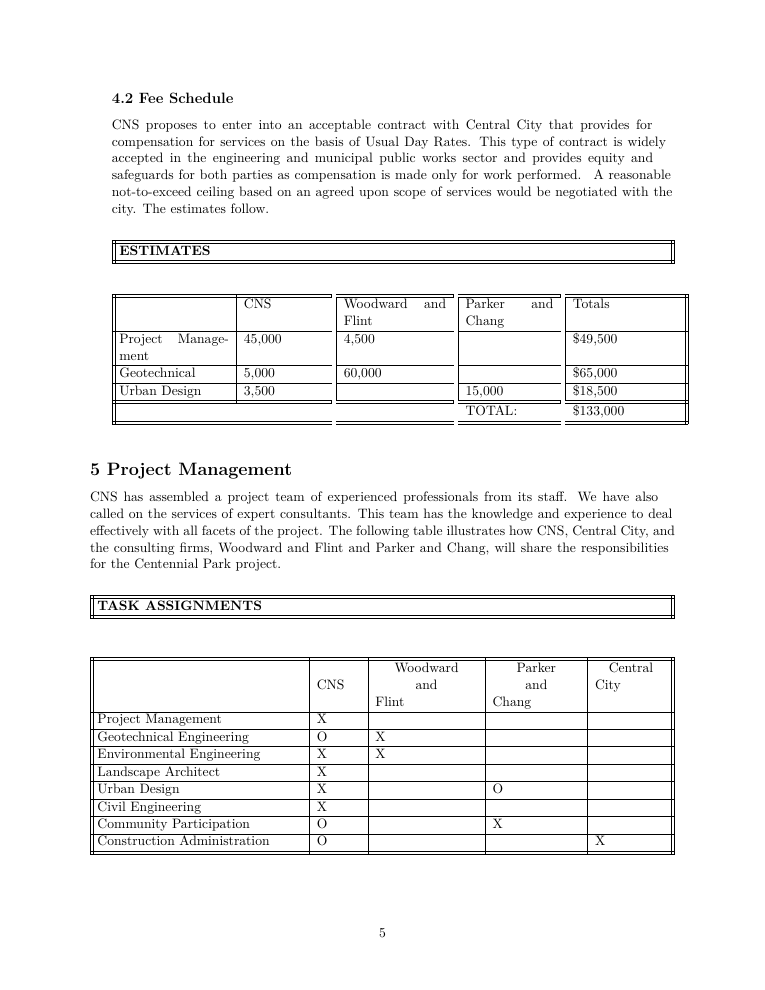 4.2 Fee Schedule
CNS proposes to enter into an acceptable contract with Central City that provides for
compensation for services on the basis of Usual Day Rates. This type of contract is widely
accepted in the engineering and municipal public works sector and provides equity and
safeguards for both parties as compensation is made only for work performed. A reasonable
not-to-exceed ceiling based on an agreed upon scope of services would be negotiated with the
city. The estimates follow.
ESTIMATES
CNS Woodward and Parker and Totals
Flint Chang
Project Manage- 45,000 4,500 $49,500
ment
Geotechnical 5,000 60,000 $65,000
Urban Design 3,500 15,000 $18,500
TOTAL: $133,000
5 Project Management
CNS has assembled a project team of experienced professionals from its staff. We have also
called on the services of expert consultants. This team has the knowledge and experience to deal
effectively with all facets of the project. The following table illustrates how CNS, Central City, and
the consulting firms, Woodward and Flint and Parker and Chang, will share the responsibilities
for the Centennial Park project.
TASK ASSIGNMENTS
Woodward Parker Central
CNS and and City
Flint Chang
Project Management X
Geotechnical Engineering O X
Environmental Engineering X X
Landscape Architect X
Urban Design X O
Civil Engineering X
Community Participation O X
Construction Administration O X
5